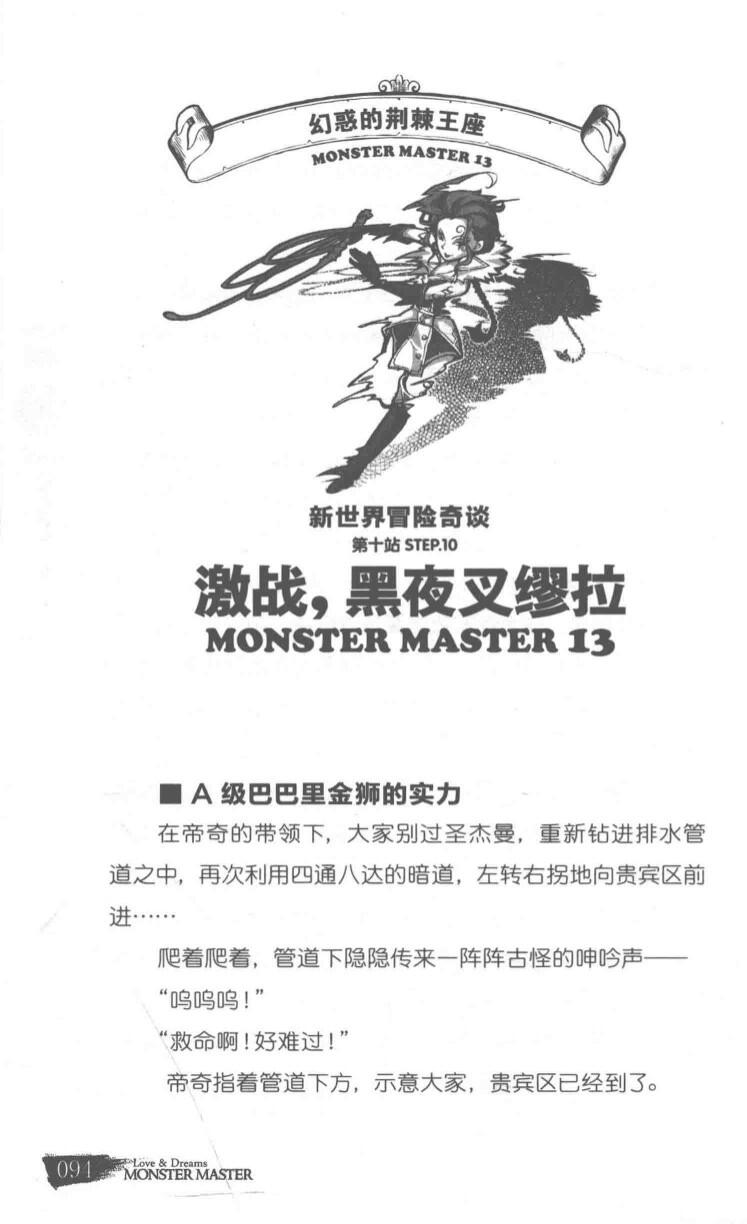 幻惑的荆棘王座
MONSTER MASTER 13
新世界冒险奇谈
第十站 STEP.10
激战，黑夜叉缪拉
MONSTER MASTER 13
■ A 级巴巴里金狮的实力
在帝奇的带领下，大家别过圣杰曼，重新钻进排水管
道之中，再次利用四通八达的暗道，左转右拐地向贵宾区前
进……
爬着爬着，管道下隐隐传来一阵阵古怪的呻吟声——
“呜呜呜！”
“救命啊！好难过！”
帝奇指着管道下方，示意大家，贵宾区已经到了。
094
Love & Dreams
MONSTER MASTER